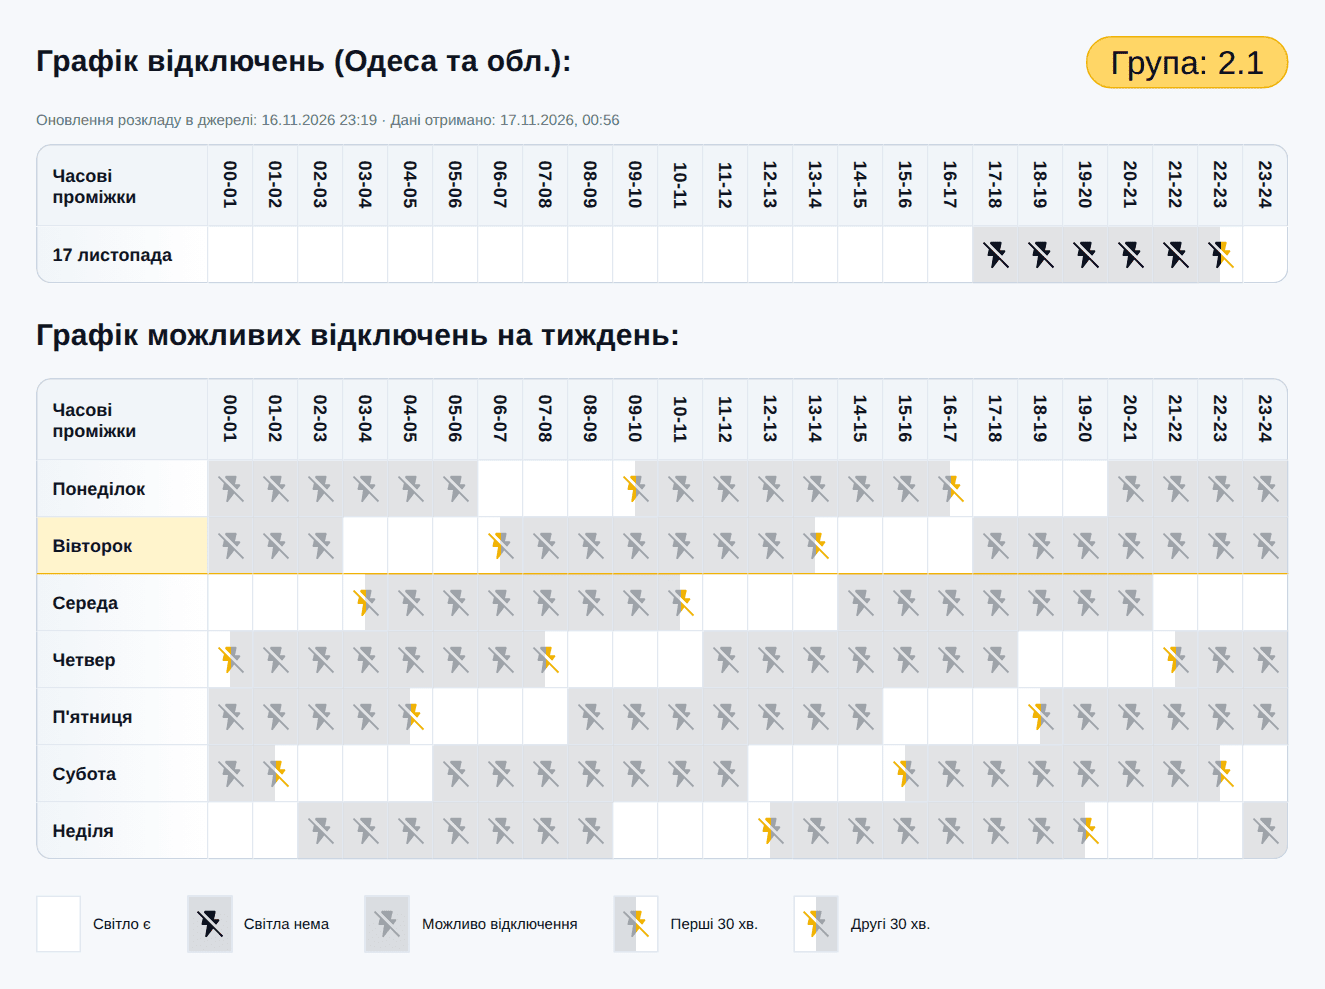 Графік відключень (Одеса та обл.):
Група: 2.1
Оновлення розкладу в джерелі: 16.11.2026 23:19 · Дані отримано: 17.11.2026, 00:56
Часові проміжки 00-01 01-02 02-03 03-04 04-05 05-06 06-07 07-08 08-09 09-10 10-11 11-12 12-13 13-14 14-15 15-16 16-17 17-18 18-19 19-20 20-21 21-22 22-23 23-24
17 листопада
Графік можливих відключень на тиждень:
Часові проміжки 00-01 01-02 02-03 03-04 04-05 05-06 06-07 07-08 08-09 09-10 10-11 11-12 12-13 13-14 14-15 15-16 16-17 17-18 18-19 19-20 20-21 21-22 22-23 23-24
Понеділок
Вівторок
Середа
Четвер
П'ятниця
Субота
Неділя
Світло є Світла нема Можливо відключення Перші 30 хв. Другі 30 хв.